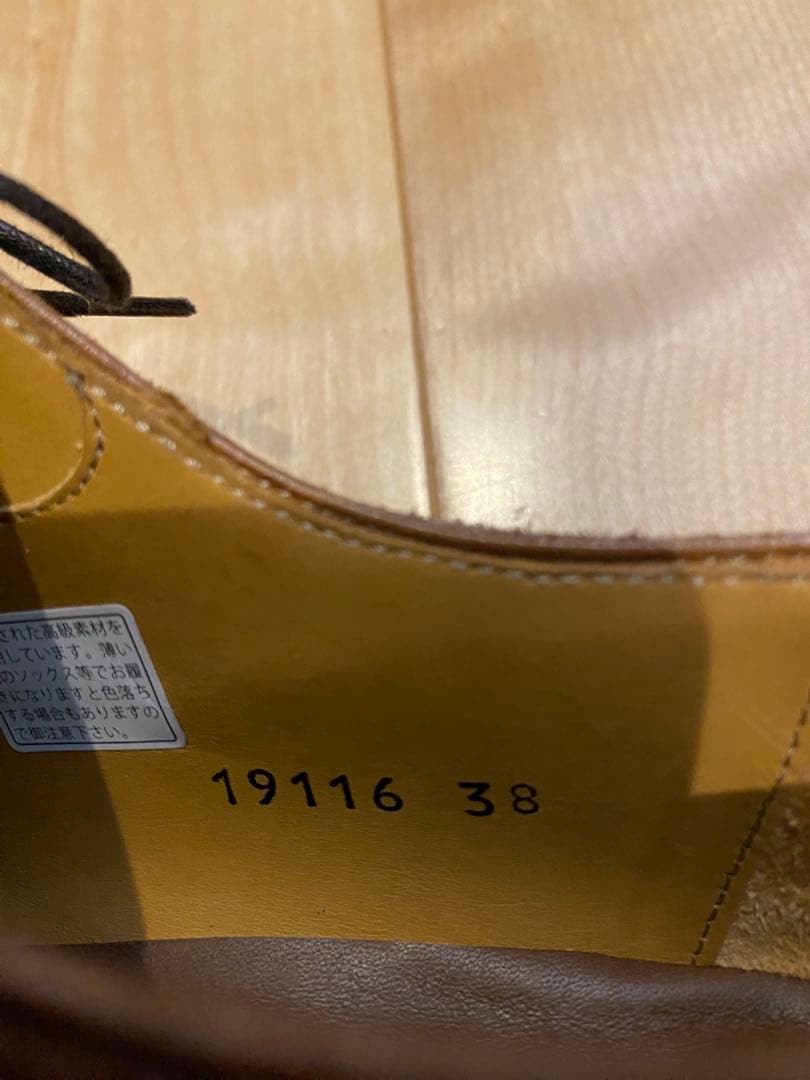 された高級素材を
しています。薄い
のソックス等でお履
きになりますと色落ち
する場合もありますの
で御注意下さい。
19116 38